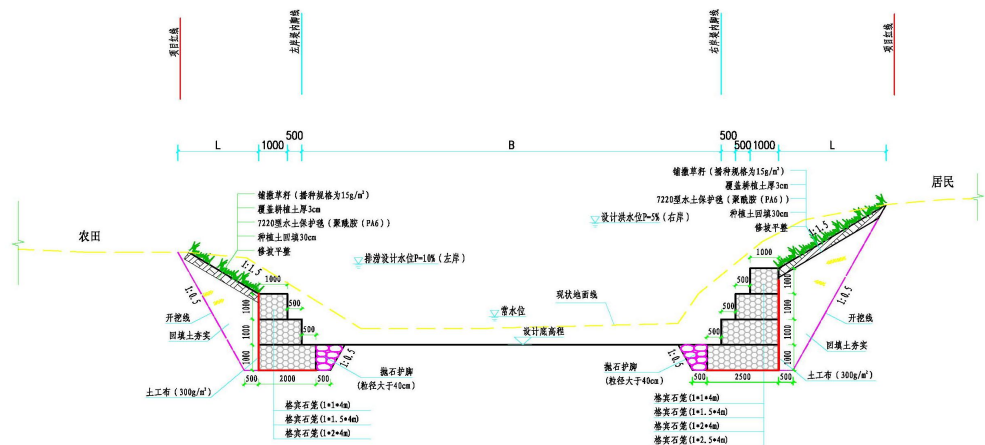 项目红线
左岸堤内脚线
右岸堤内脚线
项目红线
L
1000
500
B
500
500
1000
L
铺撒草籽(播种规格为15g/m²)
覆盖耕植土厚3cm
7220型水土保护毯(聚酰胺(PA6)
种植土回填30cm
修坡平整
铺撒草籽(播种规格为15g/m²)
覆盖耕植土厚3cm
7220型水土保护毯(聚酰胺(PA6)
种植土回填30cm
修坡平整
居民
农田
设计洪水位P=5%(右岸)
排涝设计水位P=10%(左岸)
常水位
现状地面线
设计底高程
1:1.5
1:0.5
1000
500
500
1000
1000
1000
开挖线
回填土夯实
土工布(300g/m²)
500
2000
500
1:0.5
抛石护脚
(粒径大于40cm)
格宾石笼(1*1*4m)
格宾石笼(1*1.5*4m)
格宾石笼(1*2*4m)
1:1.5
1:0.5
1000
500
500
500
1000
1000
1000
1000
开挖线
回填土夯实
土工布(300g/m²)
1:0.5
抛石护脚
(粒径大于40cm)
500
2500
500
格宾石笼(1*1*4m)
格宾石笼(1*1.5*4m)
格宾石笼(1*2*4m)
格宾石笼(1*2.5*4m)